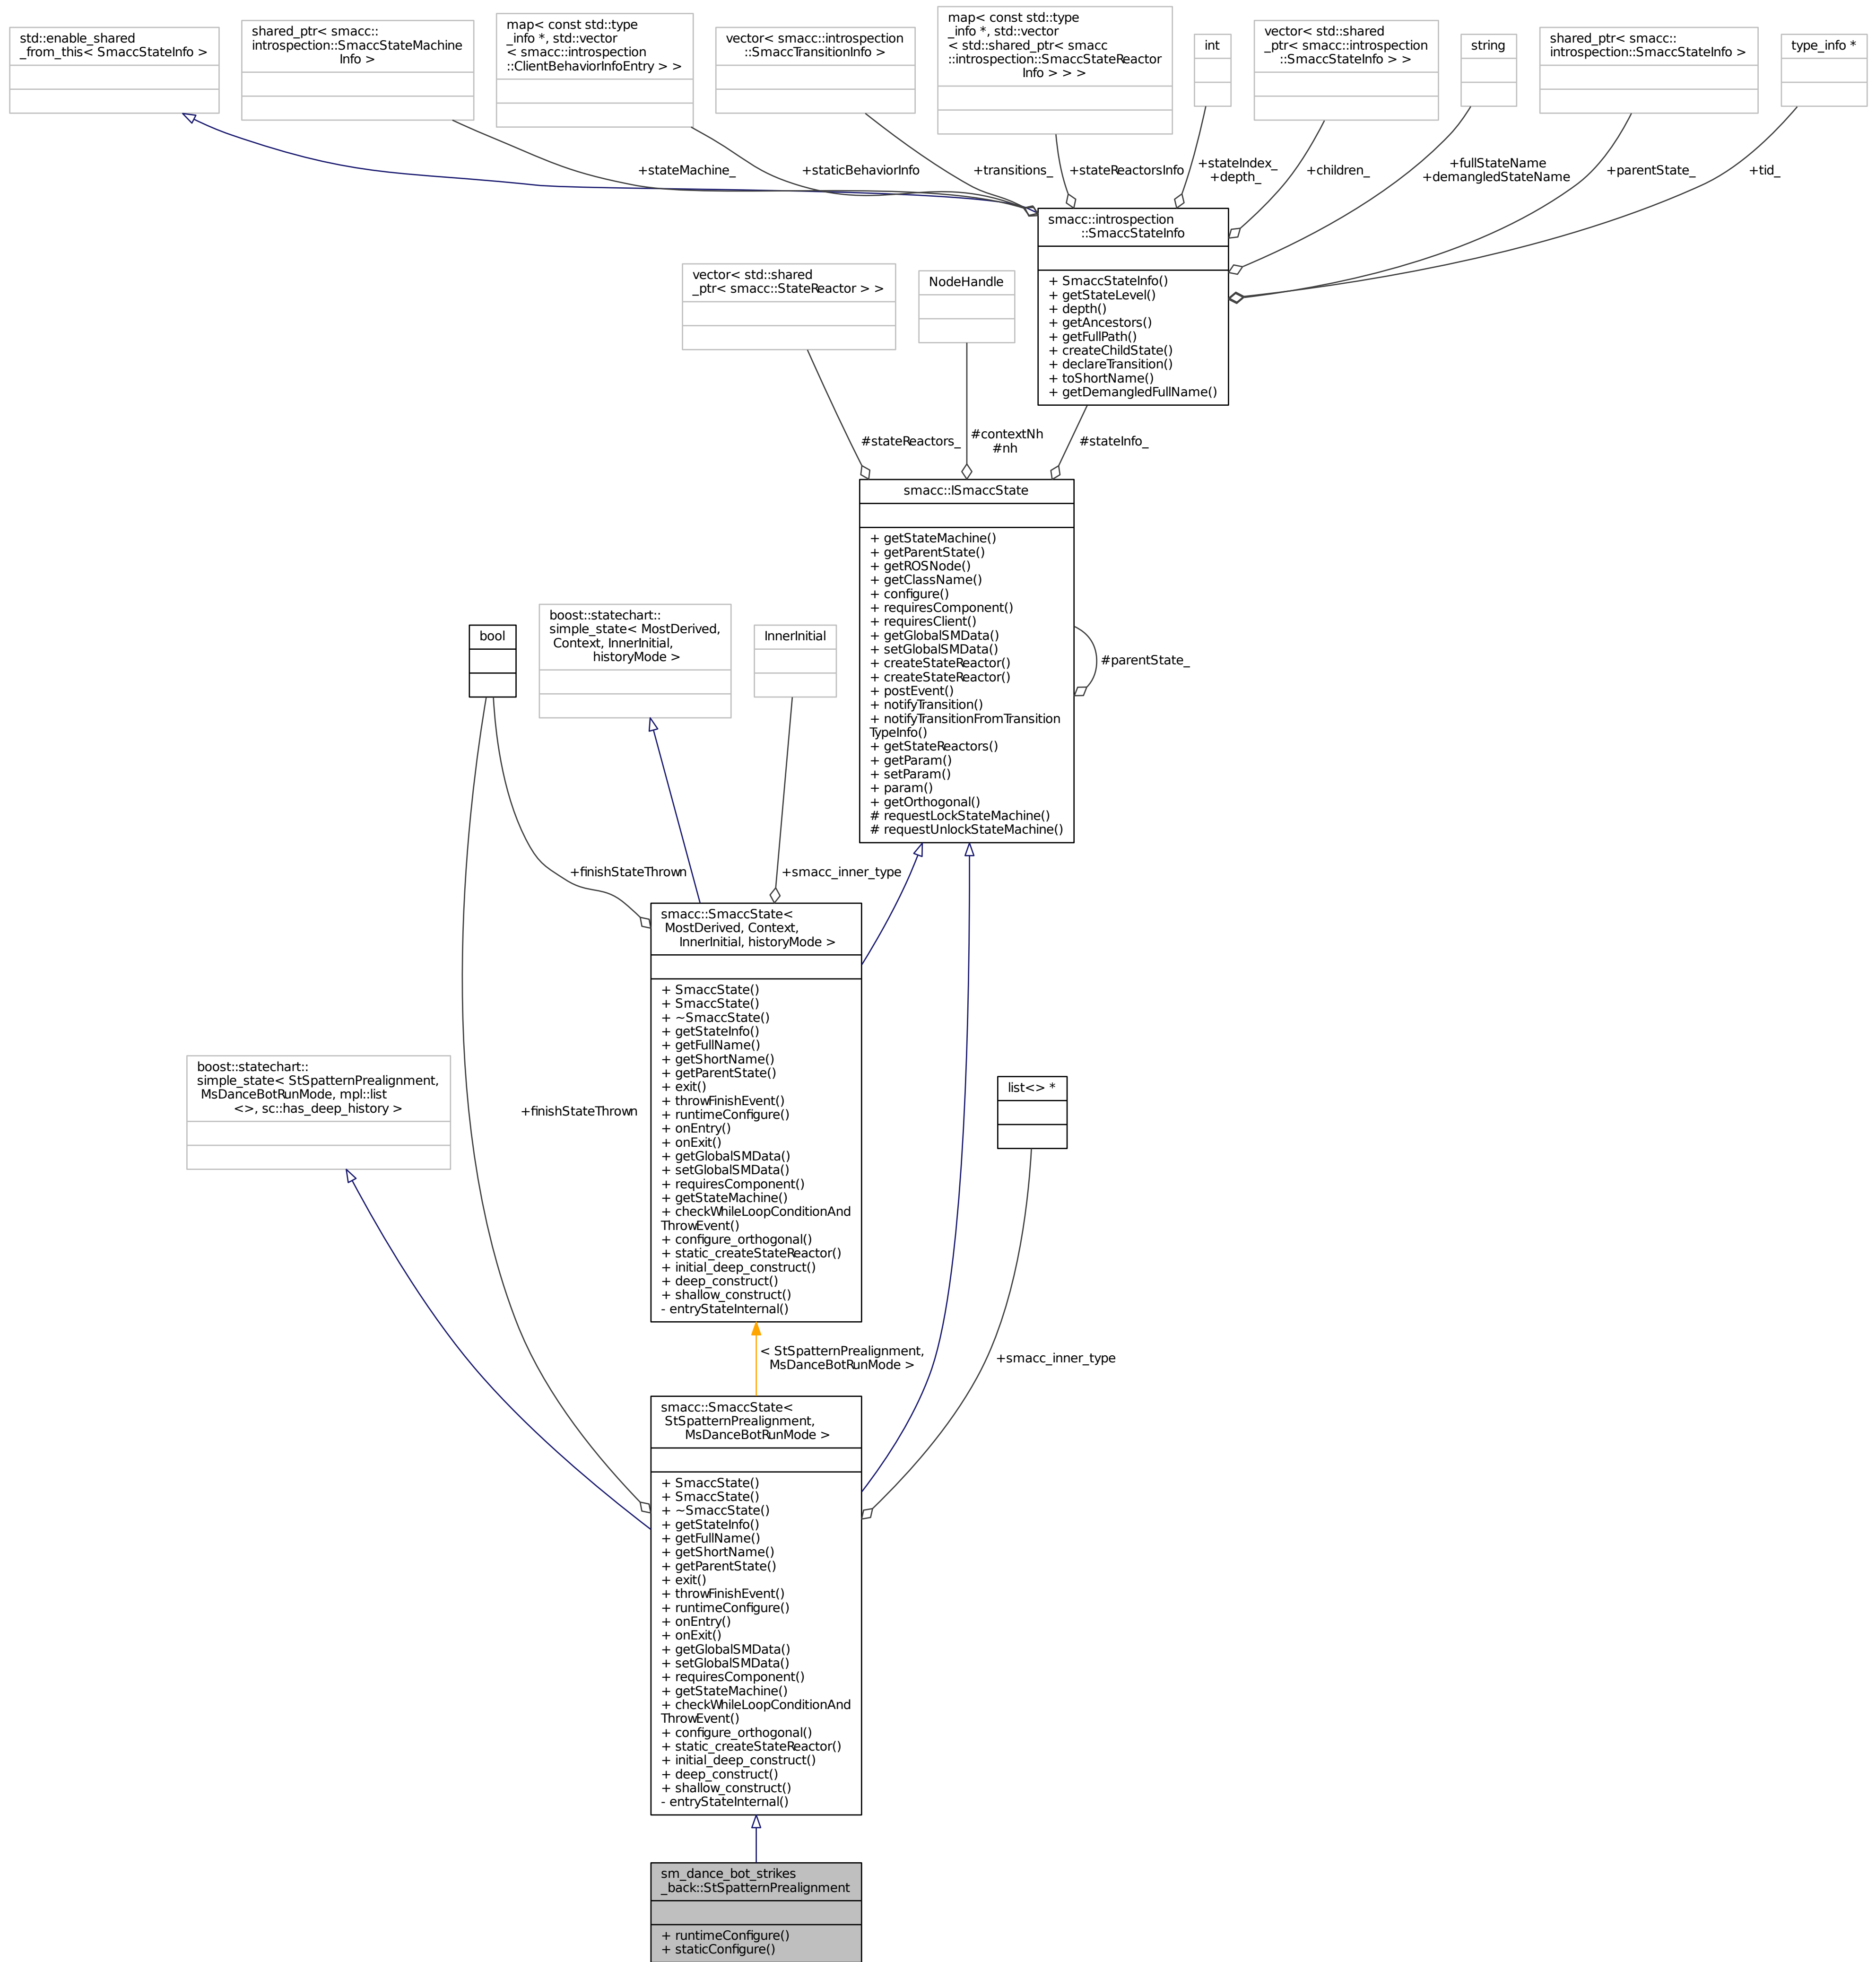 std::enable_shared
_from_this< SmaccStateInfo >
shared_ptr< smacc::
introspection::SmaccStateMachine
Info >
map< const std::type
_info *, std::vector
< smacc::introspection
::ClientBehaviorInfoEntry > >
vector< smacc::introspection
::SmaccTransitionInfo >
map< const std::type
_info *, std::vector
< std::shared_ptr< smacc
::introspection::SmaccStateReactor
Info > > >
int
vector< std::shared
_ptr< smacc::introspection
::SmaccStateInfo > >
string
shared_ptr< smacc::
introspection::SmaccStateInfo >
type_info *
+stateMachine_
+staticBehaviorInfo
+transitions_
+stateReactorsInfo
+stateIndex_
+depth_
+children_
+fullStateName
+demangledStateName
+parentState_
+tid_
smacc::introspection
::SmaccStateInfo
+ SmaccStateInfo()
+ getStateLevel()
+ depth()
+ getAncestors()
+ getFullPath()
+ createChildState()
+ declareTransition()
+ toShortName()
+ getDemangledFullName()
vector< std::shared
_ptr< smacc::StateReactor > >
NodeHandle
#stateReactors_
#contextNh
#nh
#stateInfo_
smacc::ISmaccState
+ getStateMachine()
+ getParentState()
+ getROSNode()
+ getClassName()
+ configure()
+ requiresComponent()
+ requiresClient()
+ getGlobalSMData()
+ setGlobalSMData()
+ createStateReactor()
+ createStateReactor()
+ postEvent()
+ notifyTransition()
+ notifyTransitionFromTransition
TypeInfo()
+ getStateReactors()
+ getParam()
+ setParam()
+ param()
+ getOrthogonal()
# requestLockStateMachine()
# requestUnlockStateMachine()
#parentState_
bool
boost::statechart::
simple_state< MostDerived,
Context, InnerInitial,
historyMode >
InnerInitial
+finishStateThrown
+smacc_inner_type
smacc::SmaccState<
MostDerived, Context,
InnerInitial, historyMode >
+ SmaccState()
+ SmaccState()
+ ~SmaccState()
+ getStateInfo()
+ getFullName()
+ getShortName()
+ getParentState()
+ exit()
+ throwFinishEvent()
+ runtimeConfigure()
+ onEntry()
+ onExit()
+ getGlobalSMData()
+ setGlobalSMData()
+ requiresComponent()
+ getStateMachine()
+ checkWhileLoopConditionAnd
ThrowEvent()
+ configure_orthogonal()
+ static_createStateReactor()
+ initial_deep_construct()
+ deep_construct()
+ shallow_construct()
- entryStateInternal()
boost::statechart::
simple_state< StSpatternPrealignment,
MsDanceBotRunMode, mpl::list
<>, sc::has_deep_history >
+finishStateThrown
list<> *
< StSpatternPrealignment,
MsDanceBotRunMode >
+smacc_inner_type
smacc::SmaccState<
StSpatternPrealignment,
MsDanceBotRunMode >
+ SmaccState()
+ SmaccState()
+ ~SmaccState()
+ getStateInfo()
+ getFullName()
+ getShortName()
+ getParentState()
+ exit()
+ throwFinishEvent()
+ runtimeConfigure()
+ onEntry()
+ onExit()
+ getGlobalSMData()
+ setGlobalSMData()
+ requiresComponent()
+ getStateMachine()
+ checkWhileLoopConditionAnd
ThrowEvent()
+ configure_orthogonal()
+ static_createStateReactor()
+ initial_deep_construct()
+ deep_construct()
+ shallow_construct()
- entryStateInternal()
sm_dance_bot_strikes
_back::StSpatternPrealignment
+ runtimeConfigure()
+ staticConfigure()